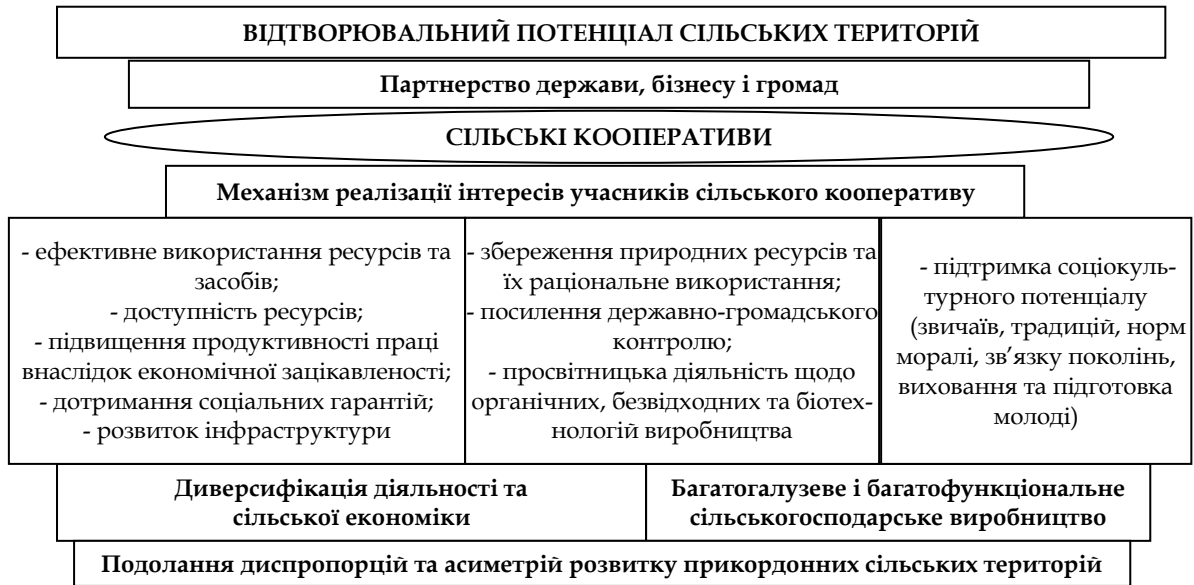 ВІДТВОРЮВАЛЬНИЙ ПОТЕНЦІАЛ СІЛЬСЬКИХ ТЕРИТОРІЙ
Партнерство держави, бізнесу і громад
СІЛЬСЬКІ КООПЕРАТИВИ
Механізм реалізації інтересів учасників сільського кооперативу
- ефективне використання ресурсів та
засобів;
- доступність ресурсів;
- підвищення продуктивності праці
внаслідок економічної зацікавленості;
- дотримання соціальних гарантій;
- розвиток інфраструктури
- збереження природних ресурсів та
їх раціональне використання;
- посилення державно-громадського
контролю;
- просвітницька діяльність щодо
органічних, безвідходних та біотех-
нологій виробництва
- підтримка соціокуль-
турного потенціалу
(звичаїв, традицій, норм
моралі, зв’язку поколінь,
виховання та підготовка
молоді)
Диверсифікація діяльності та
сільської економіки
Багатогалузеве і багатофункціональне
сільськогосподарське виробництво
Подолання диспропорцій та асиметрій розвитку прикордонних сільських територій